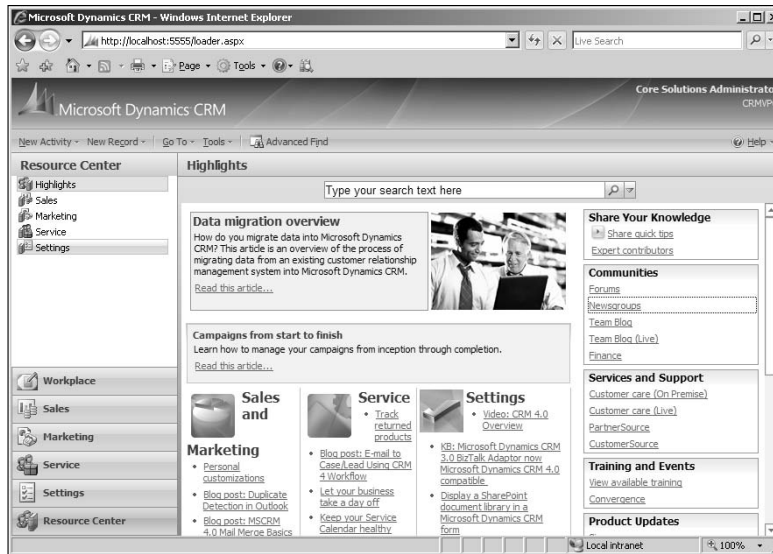 Microsoft Dynamics CRM - Windows Internet Explorer
http://localhost:5555/loader.aspx
Live Search
Page
Tools
Core Solutions Administrato
CRMVP
Microsoft Dynamics CRM
New Activity
New Record
Go To
Tools
Advanced Find
Help
Resource Center
Highlights
Sales
Marketing
Service
Settings
Workplace
Sales
Marketing
Service
Settings
Resource Center
Highlights
Type your search text here
Data migration overview
How do you migrate data into Microsoft Dynamics
CRM? This article is an overview of the process of
migrating data from an existing customer relationship
management system into Microsoft Dynamics CRM.
Read this article...
Campaigns from start to finish
Learn how to manage your campaigns from inception through completion.
Read this article...
Sales
and
Marketing
Personal
customizations
Blog post: Duplicate
Detection in Outlook
Blog post: MSCRM
4.0 Mail Merge Basics
Service
Track
returned
products
Blog post: E-mail to
Case/Lead Using CRM
4 Workflow
Let your business
take a day off
Keep your Service
Calendar healthy
Settings
Video: CRM 4.0
Overview
KB: Microsoft Dynamics CRM
3.0 BizTalk Adaptor now
Microsoft Dynamics CRM 4.0
compatible
Display a SharePoint
document library in a
Microsoft Dynamics CRM
form
Share Your Knowledge
Share quick tips
Expert contributors
Communities
Forums
Newsgroups
Team Blog
Team Blog (Live)
Finance
Services and Support
Customer care (On Premise)
Customer care (Live)
PartnerSource
CustomerSource
Training and Events
View available training
Convergence
Product Updates
Local intranet
100%